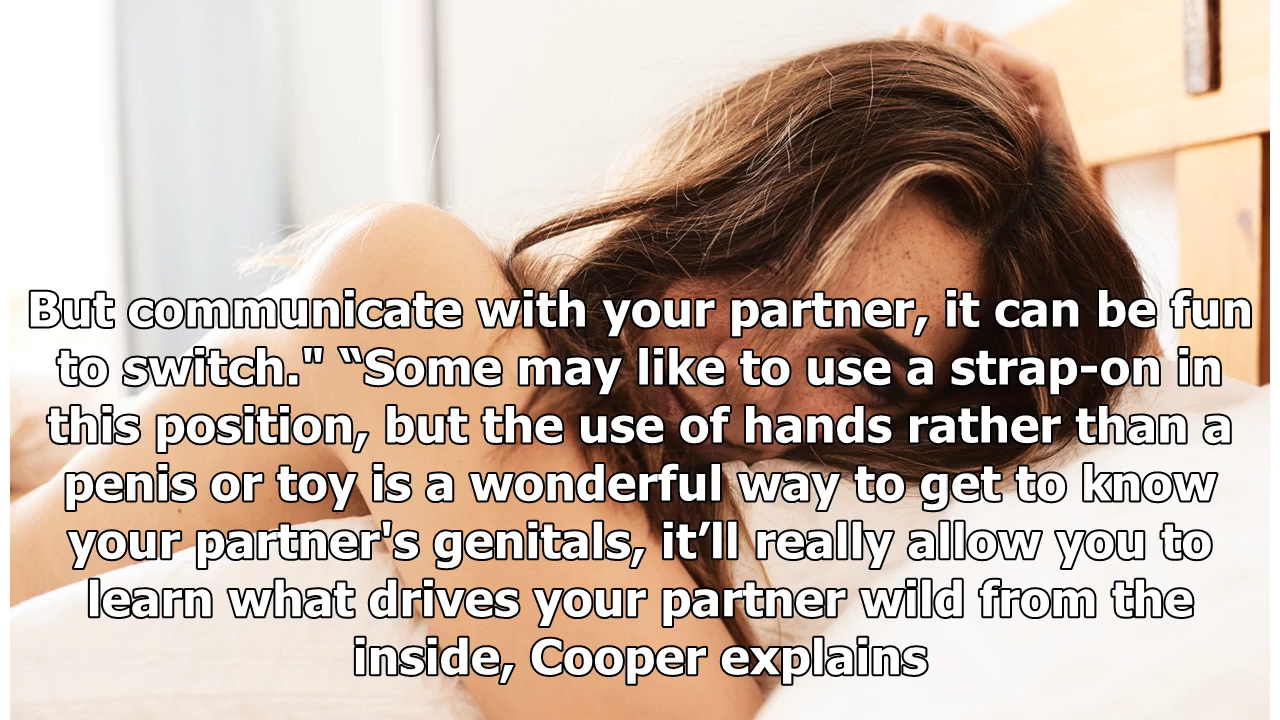 But communicate with your partner, it can be fun
to switch." “Some may like to use a strap-on in
this position, but the use of hands rather than a
penis or toy is a wonderful way to get to know
your partner's genitals, it’ll really allow you to
learn what drives your partner wild from the
inside, Cooper explains